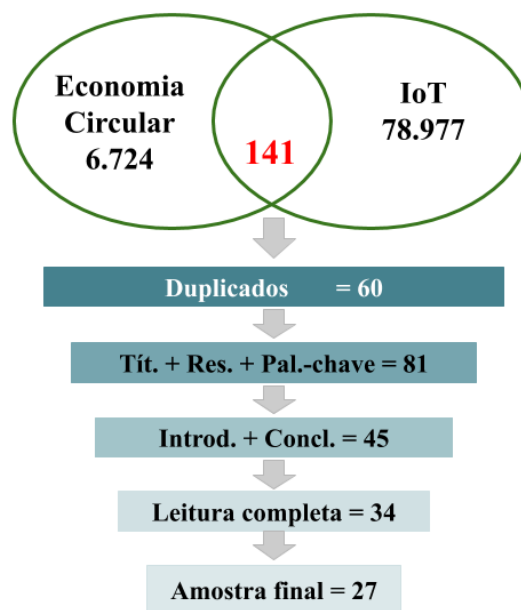 Economia
Circular
6.724
IoT
78.977
141
Duplicados = 60
Tít. + Res. + Pal.-chave = 81
Introd. + Concl. = 45
Leitura completa = 34
Amostra final = 27